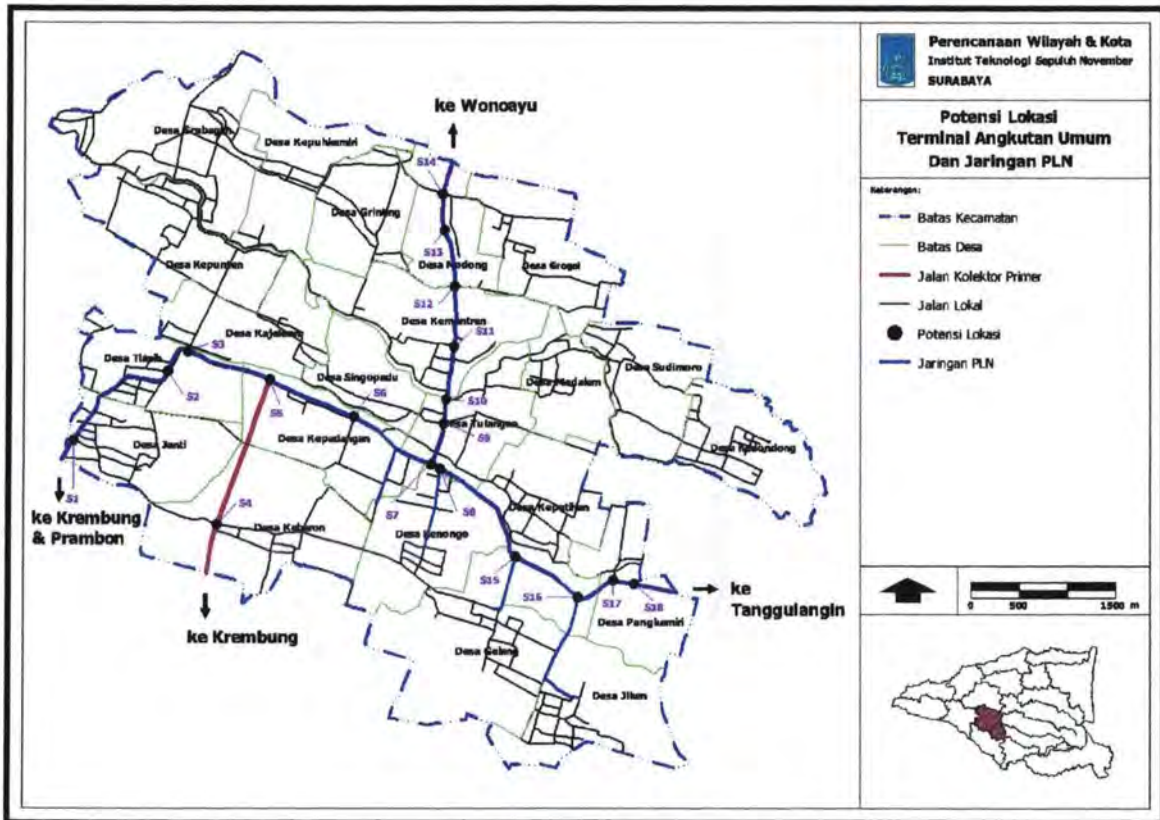 Perencanaan Wilayah & Kota
Institut Teknologi Sepuluh November
SURABAYA
Potensi Lokasi
Terminal Angkutan Umum
Dan Jaringan PLN
Keterangan:
Batas Kecamatan
Batas Desa
Jalan Kolektor Primer
Jalan Lokal
Potensi Lokasi
Jaringan PLN
0 500 1500 m
ke Wonoayu
Desa Kepuhkemiri
S14
Desa Grinting
S13
Desa Kepunten
Desa Grogol
S12
Desa Kemantren
S11
S3
Desa Kajeksan
Desa Tlasih
Desa Singopadu
Desa Medalem
Desa Sudimoro
S2
S5
S6
S10
Desa Tulangan
S9
Desa Janti
Desa Kepadangan
S1
S4
S7
S8
Desa Kepatihan
ke Krembung
& Prambon
Desa Kebaron
Desa Kenongo
S15
S16
S17
S18
ke
Tanggulangin
Desa Pangkemiri
ke Krembung
Desa Gelang